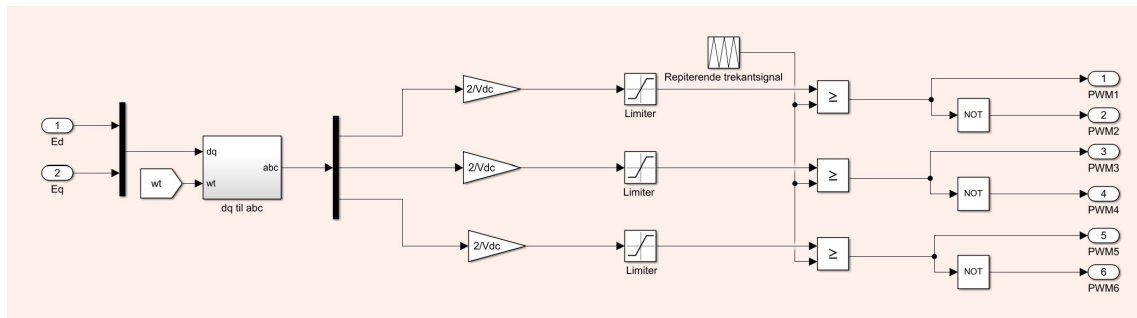 Repiterende trekantsignal
2/Vdc
Limiter
≥
1
PWM1
NOT
2
PWM2
1
Ed
2
Eq
wt
dq
wt
abc
dq til abc
2/Vdc
Limiter
≥
3
PWM3
NOT
4
PWM4
2/Vdc
Limiter
≥
5
PWM5
NOT
6
PWM6